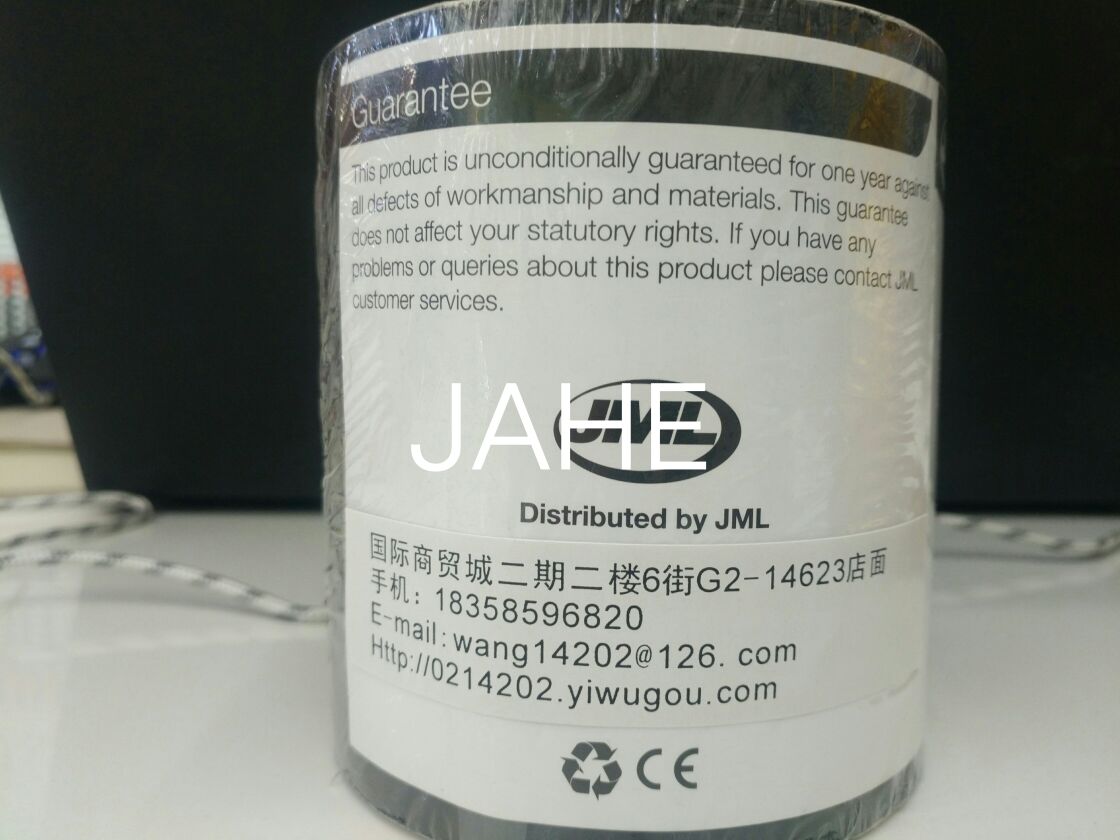 Guarantee
This product is unconditionally guaranteed for one year against
all defects of workmanship and materials. This guarantee
does not affect your statutory rights. If you have any
problems or queries about this product please contact JML
customer services.
JML
JAHE
Distributed by JML
国际商贸城二期二楼6街G2-14623店面
手机：18358596820
E-mail:wang14202@126. com
Http://0214202.yiwugou.com
CE